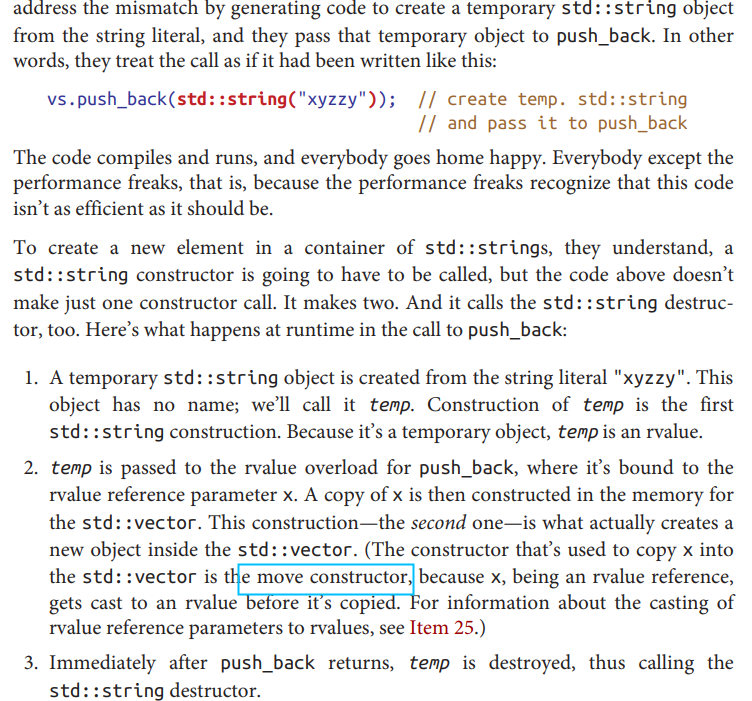 address the mismatch by generating code to create a temporary std::string object
from the string literal, and they pass that temporary object to push_back. In other
words, they treat the call as if it had been written like this:
vs.push_back(std::string("xyzzy")); // create temp. std::string
// and pass it to push_back
The code compiles and runs, and everybody goes home happy. Everybody except the
performance freaks, that is, because the performance freaks recognize that this code
isn't as efficient as it should be.
To create a new element in a container of std::strings, they understand, a
std::string constructor is going to have to be called, but the code above doesn't
make just one constructor call. It makes two. And it calls the std::string destruc-
tor, too. Here's what happens at runtime in the call to push_back:
1. A temporary std::string object is created from the string literal "xyzzy". This
object has no name; we'll call it temp. Construction of temp is the first
std::string construction. Because it's a temporary object, temp is an rvalue.
2. temp is passed to the rvalue overload for push_back, where it's bound to the
rvalue reference parameter x. A copy of x is then constructed in the memory for
the std::vector. This construction—the second one—is what actually creates a
new object inside the std::vector. (The constructor that's used to copy x into
the std::vector is the move constructor, because x, being an rvalue reference,
gets cast to an rvalue before it's copied. For information about the casting of
rvalue reference parameters to rvalues, see Item 25.)
3. Immediately after push_back returns, temp is destroyed, thus calling the
std::string destructor.